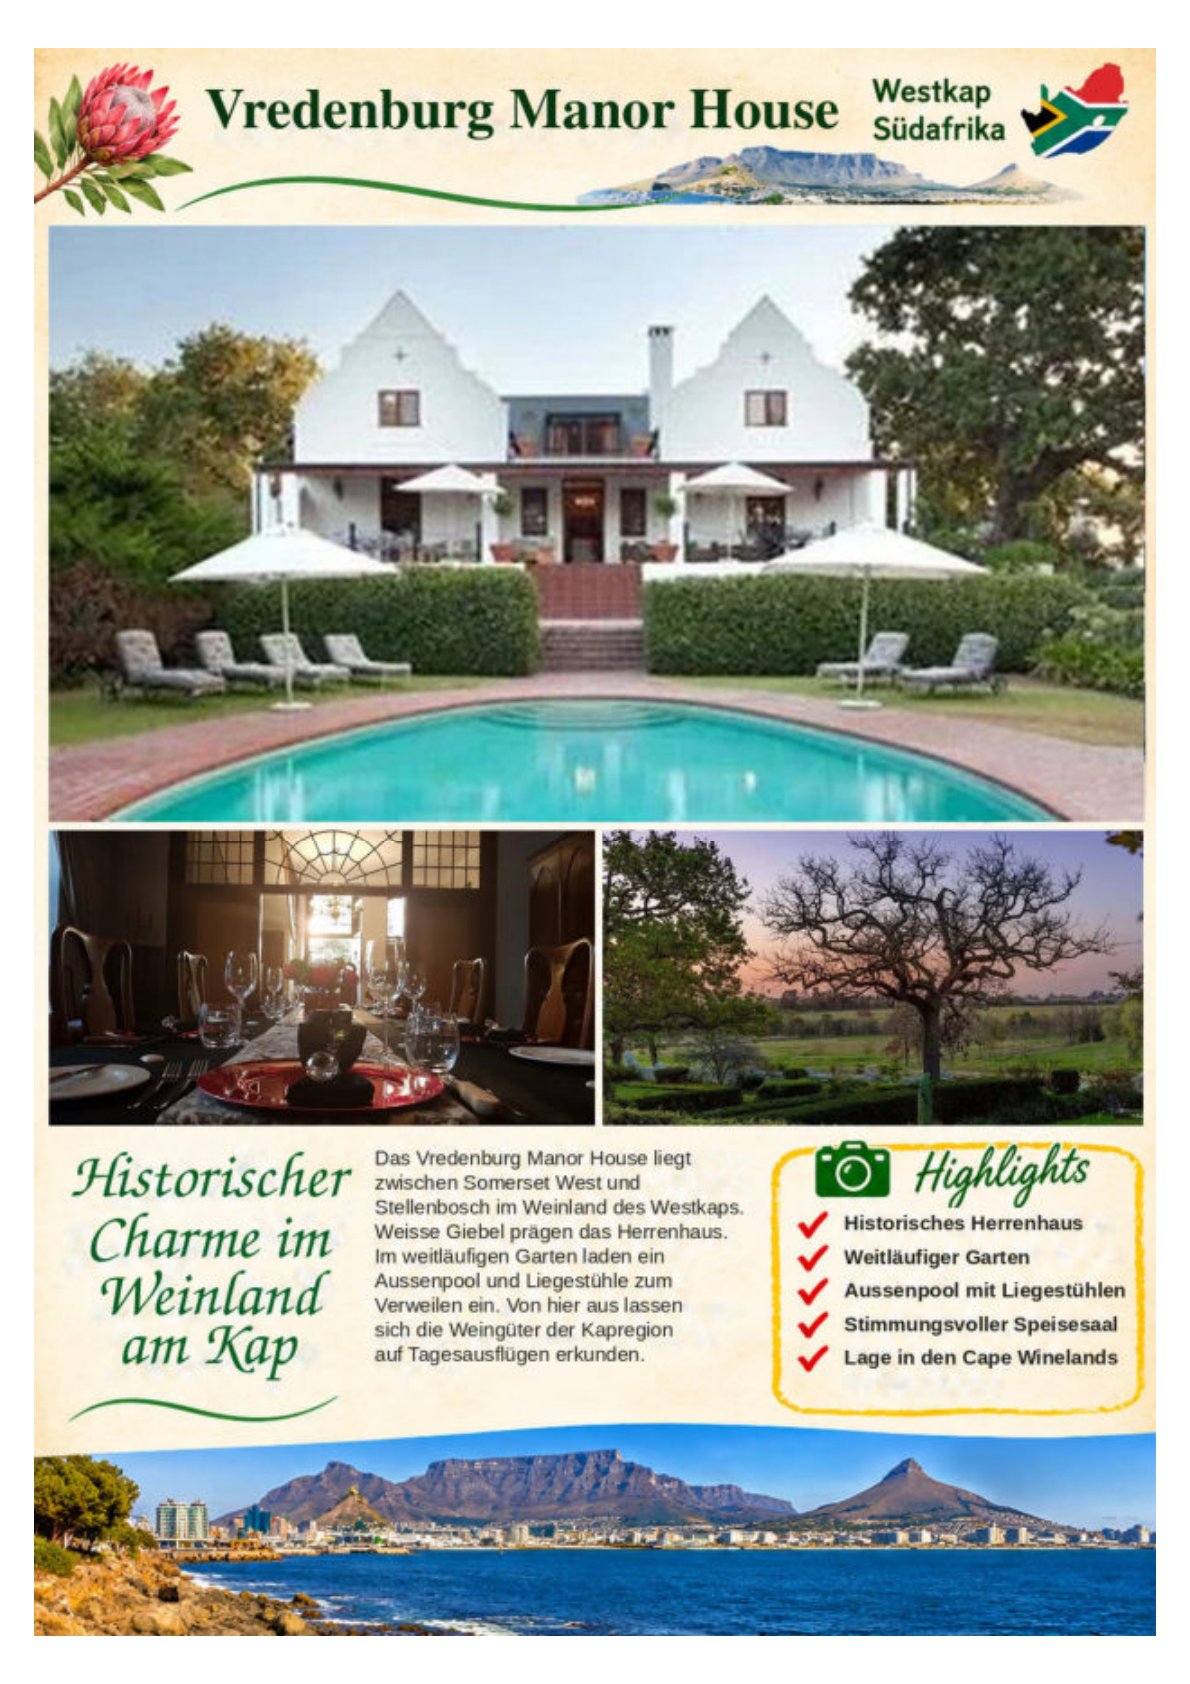 Vredenburg Manor House
Westkap
Südafrika
Historischer
Charme im
Weinland
am Kap
Das Vredenburg Manor House liegt
zwischen Somerset West und
Stellenbosch im Weinland des Westkaps.
Weisse Giebel prägen das Herrenhaus.
Im weitläufigen Garten laden ein
Aussenpool und Liegestühle zum
Verweilen ein. Von hier aus lassen
sich die Weingüter der Kapregion
auf Tagesausflügen erkunden.
Highlights
Historisches Herrenhaus
Weitläufiger Garten
Aussenpool mit Liegestühlen
Stimmungsvoller Speisesaal
Lage in den Cape Winelands